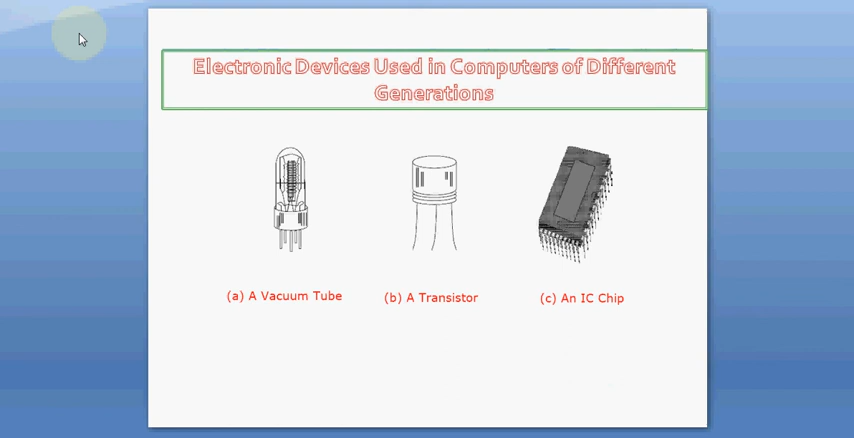 Electronic Devices Used in Computers of Different
Generations
(a) A Vacuum Tube
(b) A Transistor
(c) An IC Chip